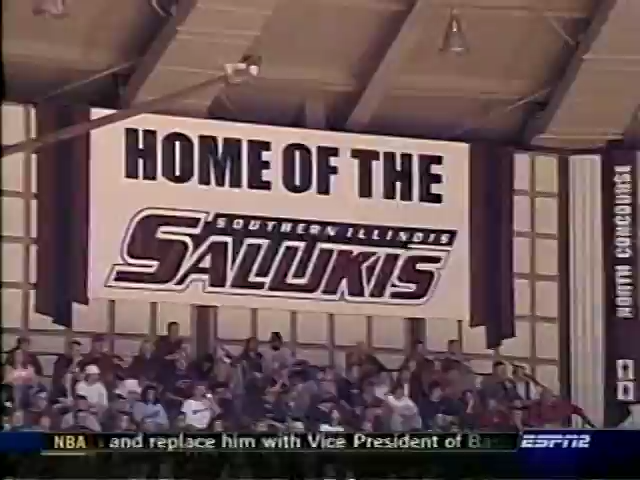 HOME OF THE
SOUTHERN ILLINOIS
SALUKIS
NORTH CONCOURSE
NBA and replace him with Vice President of
ESPN2